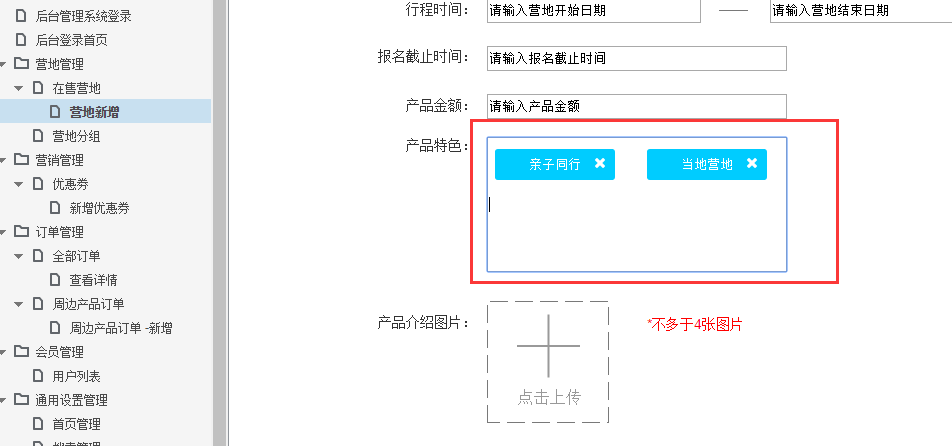 后台管理系统登录
后台登录首页
营地管理
在售营地
营地新增
营地分组
营销管理
优惠券
新增优惠券
订单管理
全部订单
查看详情
周边产品订单
周边产品订单 -新增
会员管理
用户列表
通用设置管理
首页管理
行程时间： 请输入营地开始日期 —— 请输入营地结束日期
报名截止时间： 请输入报名截止时间
产品金额： 请输入产品金额
产品特色： 亲子同行 ✖ 当地营地 ✖
产品介绍图片： *不多于4张图片
点击上传